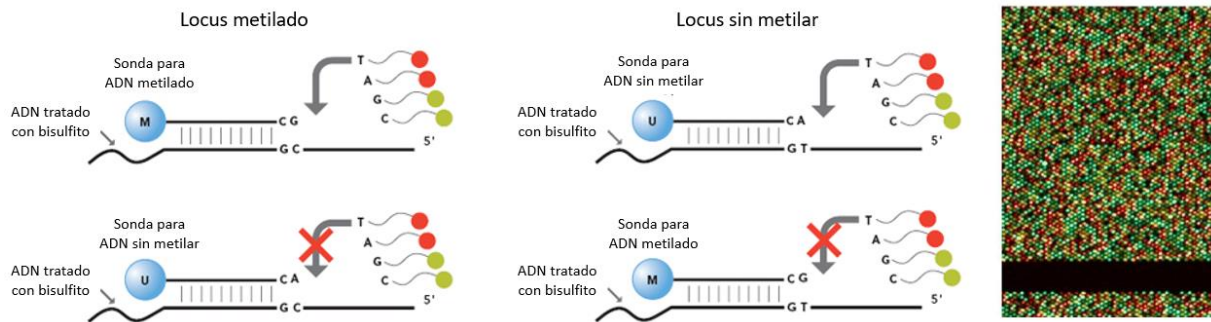 Locus metilado
Sonda para
ADN metilado
ADN tratado
con bisulfito
M
C G
G C
T
A
G
C
5'
Sonda para
ADN sin metilar
ADN tratado
con bisulfito
U
C A
G C
T
A
G
C
5'
Locus sin metilar
Sonda para
ADN sin metilar
ADN tratado
con bisulfito
U
C A
G T
T
A
G
C
5'
Sonda para
ADN metilado
ADN tratado
con bisulfito
M
C G
G T
T
A
G
C
5'